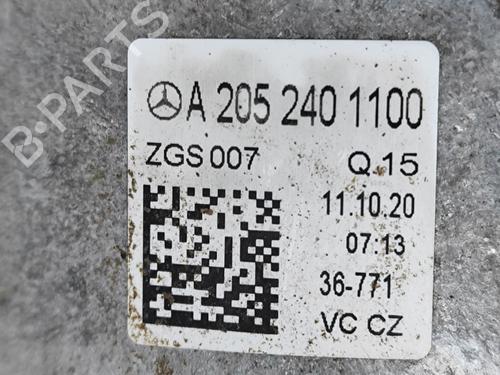 B-PARTS
A 205 240 1100
ZGS 007 Q.15
11.10.20
07:13
36-771
VC CZ